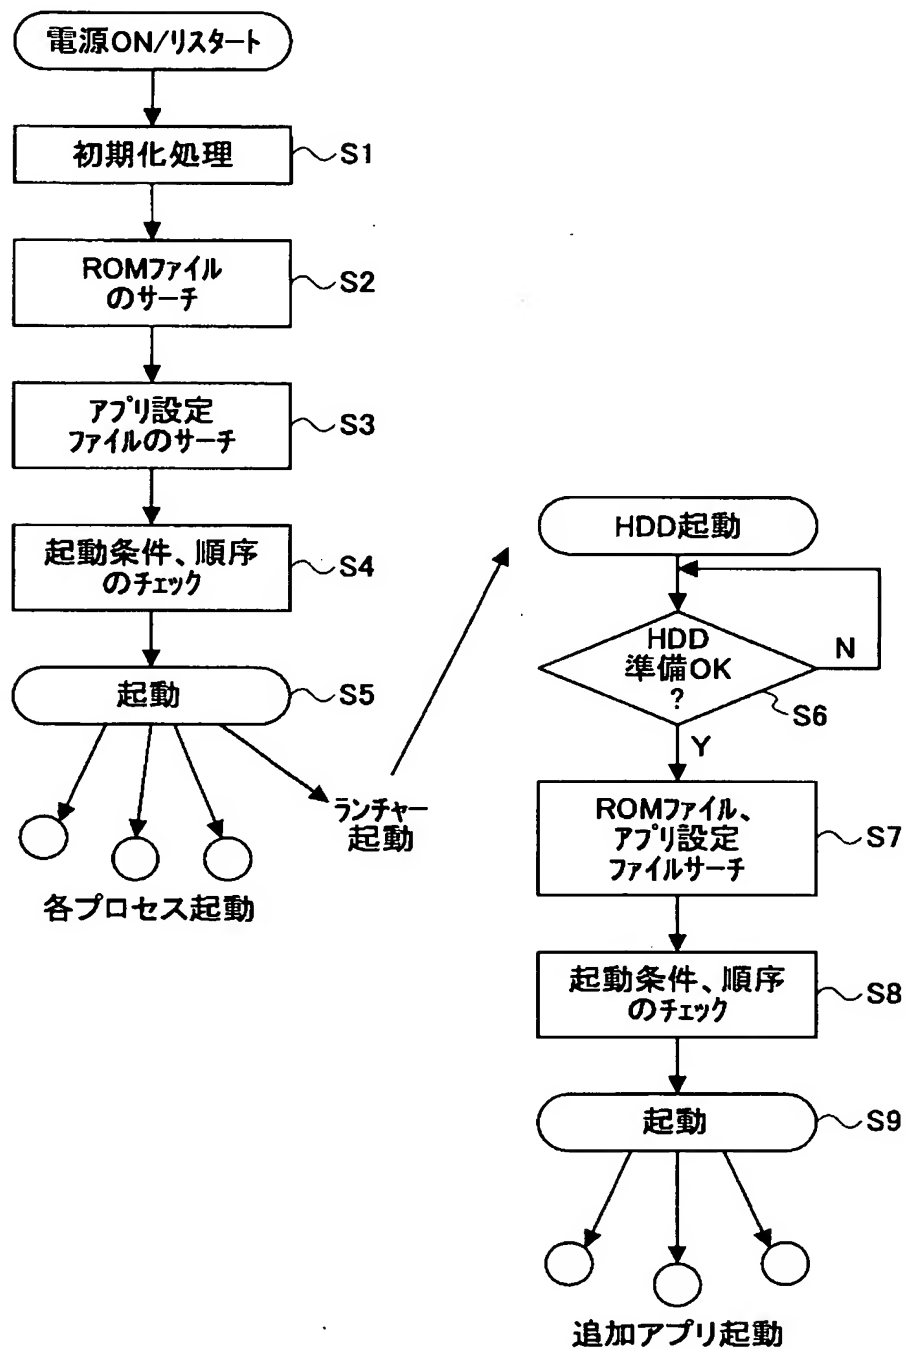 電源ON/リスタート
初期化処理
S1
ROMファイル
のサーチ
S2
アプリ設定
ファイルのサーチ
S3
起動条件、順序
のチェック
S4
起動
S5
ランチャー
起動
各プロセス起動
HDD起動
HDD
準備OK
?
N
S6
Y
ROMファイル、
アプリ設定
ファイルサーチ
S7
起動条件、順序
のチェック
S8
起動
S9
追加アプリ起動